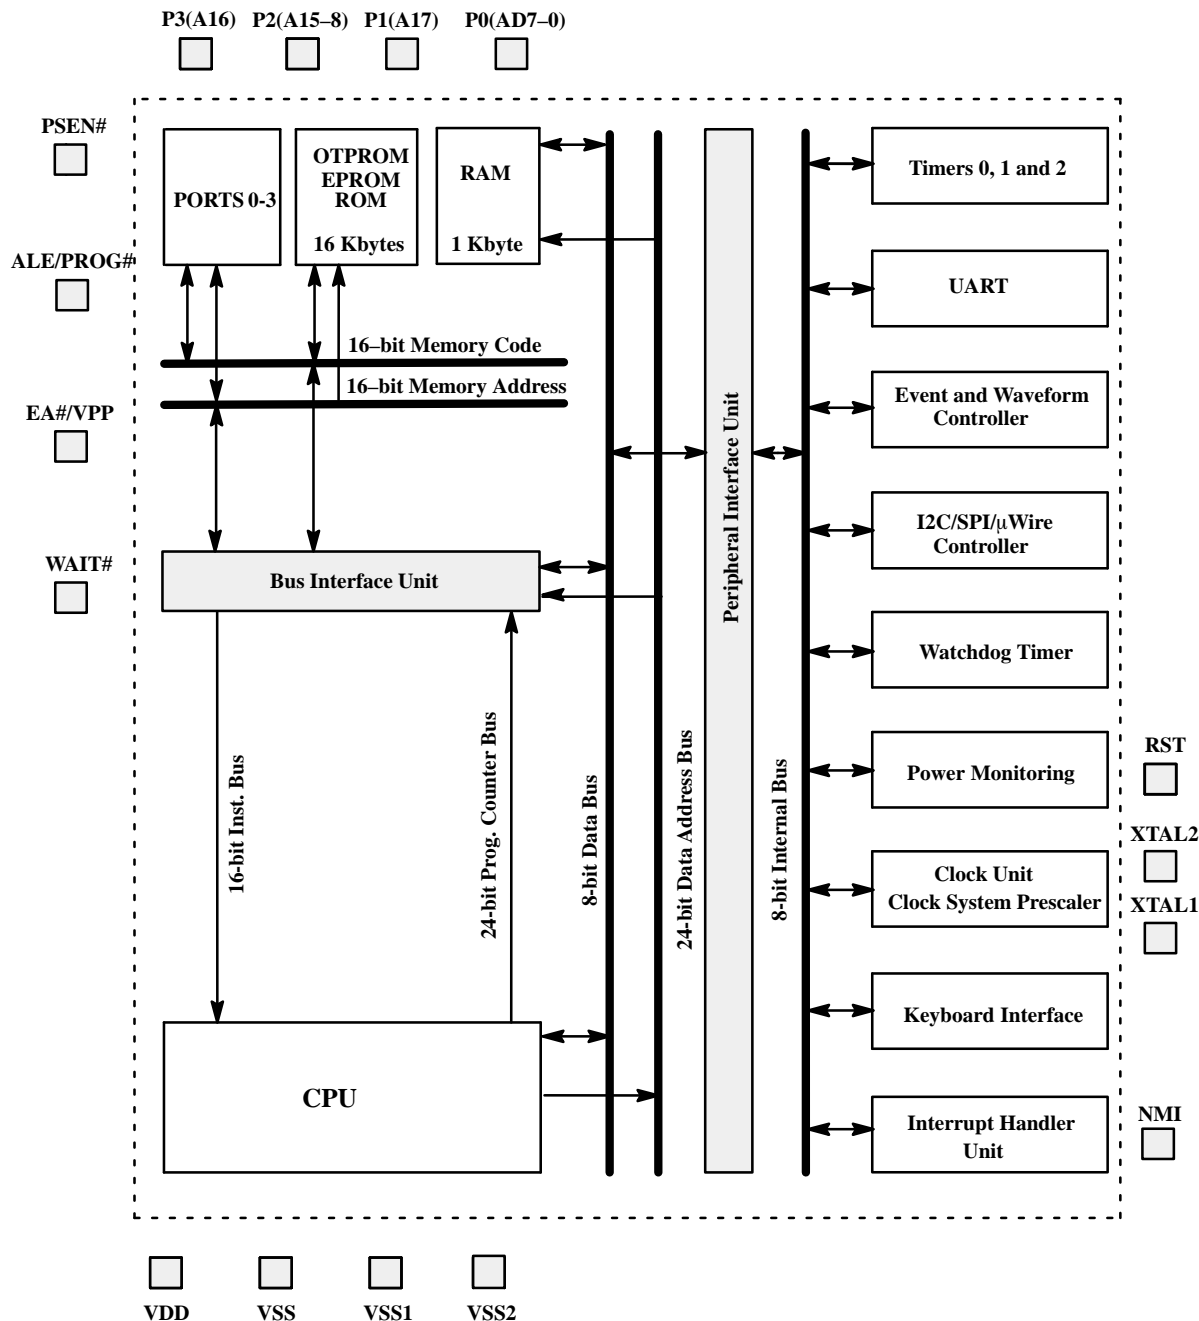 P3(A16) P2(A15–8) P1(A17) P0(AD7–0)
PSEN#
ALE/PROG#
EA#/VPP
WAIT#
PORTS 0-3
OTPROM
EPROM
ROM
16 Kbytes
RAM
1 Kbyte
16–bit Memory Code
16–bit Memory Address
Bus Interface Unit
16-bit Inst. Bus
24-bit Prog. Counter Bus
8-bit Data Bus
24-bit Data Address Bus
Peripheral Interface Unit
8-bit Internal Bus
CPU
Timers 0, 1 and 2
UART
Event and Waveform
Controller
I2C/SPI/μWire
Controller
Watchdog Timer
Power Monitoring
Clock Unit
Clock System Prescaler
Keyboard Interface
Interrupt Handler
Unit
RST
XTAL2
XTAL1
NMI
VDD VSS VSS1 VSS2